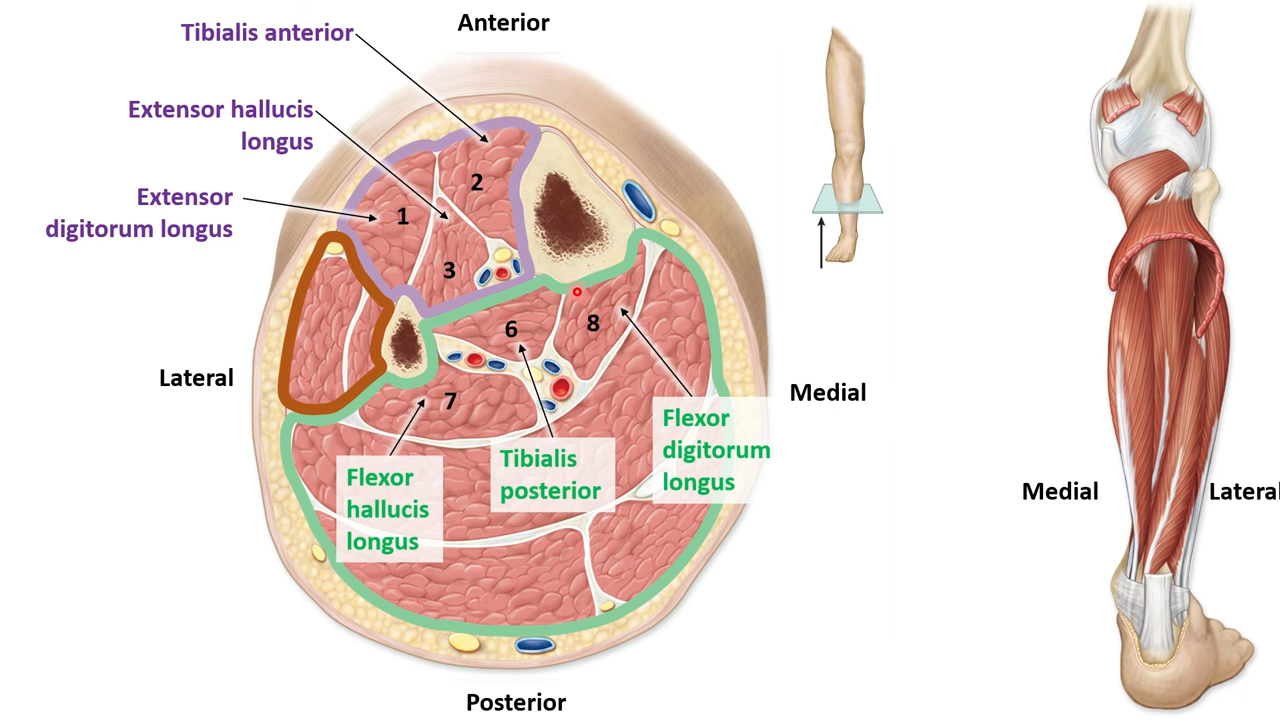 Anterior
Tibialis anterior
Extensor hallucis
longus
Extensor
digitorum longus
1
2
3
6
8
7
Lateral
Medial
Flexor
digitorum
longus
Tibialis
posterior
Flexor
hallucis
longus
Posterior
Medial
Lateral